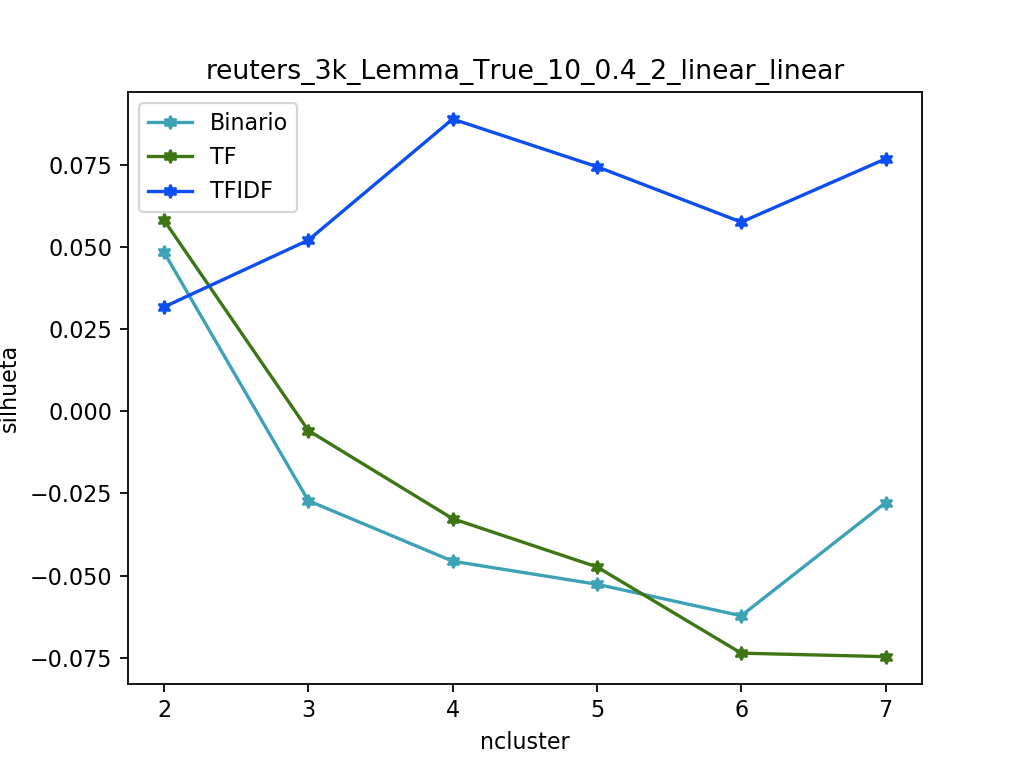 reuters_3k_Lemma_True_10_0.4_2_linear_linear
Binario
TF
TFIDF
0.075
0.050
0.025
0.000
−0.025
−0.050
−0.075
silhueta
2 3 4 5 6 7
ncluster